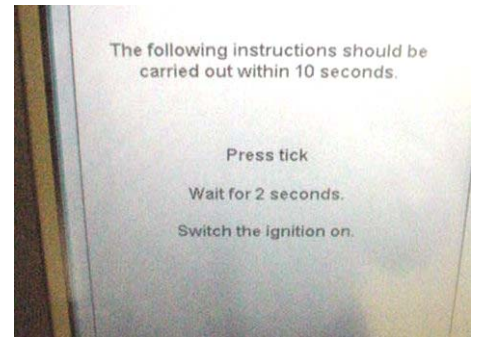 The following instructions should be
carried out within 10 seconds.
Press tick
Wait for 2 seconds.
Switch the ignition on.